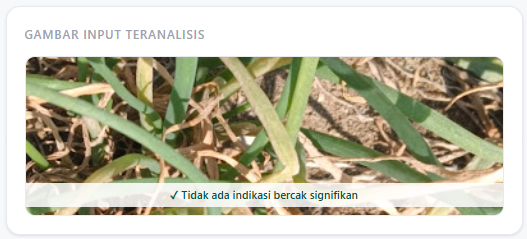 GAMBAR INPUT TERANALISIS
✓ Tidak ada indikasi bercak signifikan